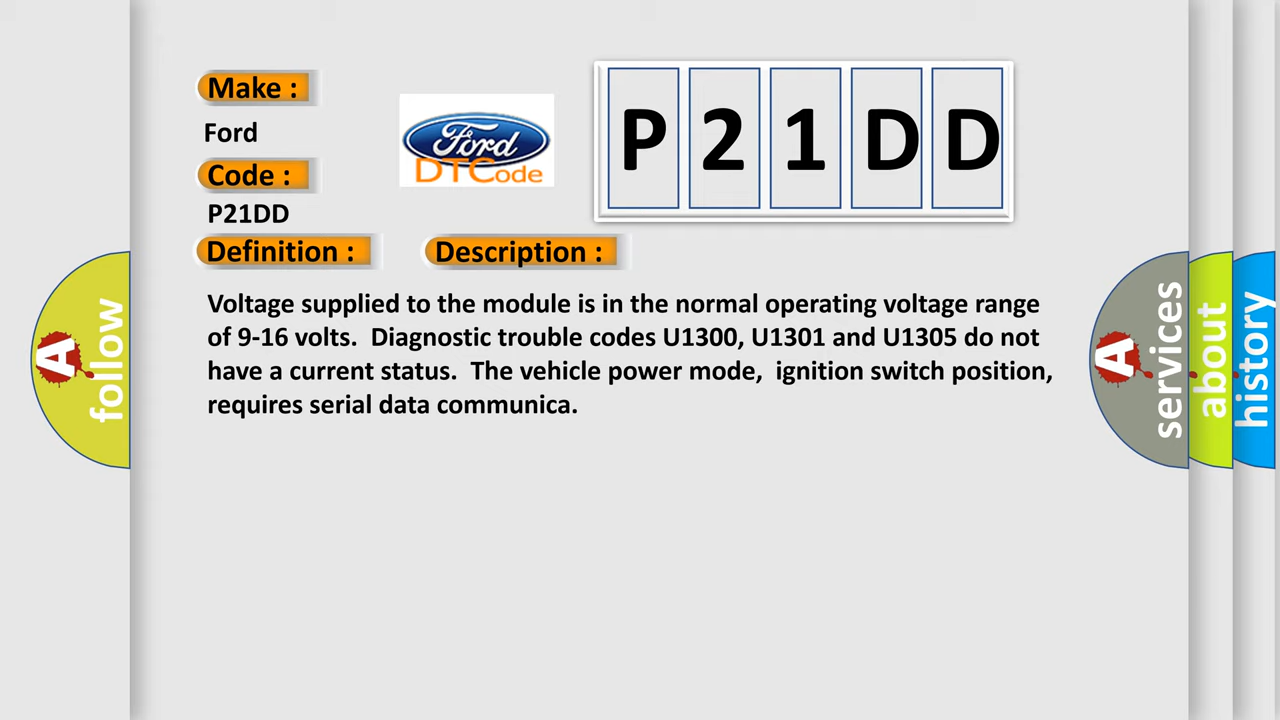 Make :
Ford
Code :
P21DD
Ford
DTCode
P21DD
Definition :
Description :
Voltage supplied to the module is in the normal operating voltage range
of 9-16 volts  Diagnostic trouble codes U1300, U1301 and U1305 do not
have a current status  The vehicle power mode,  ignition switch position,
requires serial data communica.
A
follow
A
services
about
history